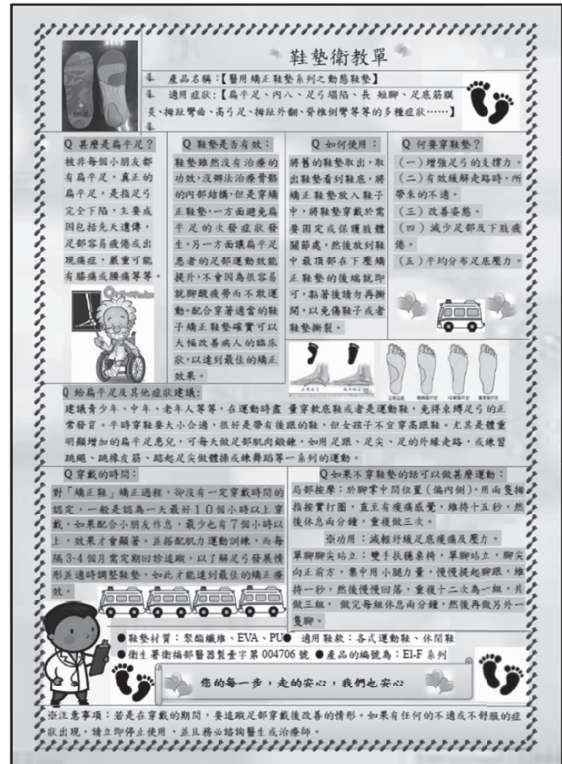 鞋墊衛教單
產品名稱：【醫用矯正鞋墊系列之動態鞋墊】
適用症狀：【扁平足、內八、足弓塌陷、長 短腳、足底筋膜
炎、拇趾彎曲、高弓足、拇趾外翻、脊椎側彎等等的多種症狀……】
Q 甚麼是扁平足？
被非每個小朋友都
有扁平足，真正的
扁平足，是指足弓
完全下陷，主要成
因包括先天遺傳，
足部容易疲倦或出
現痛症，嚴重可能
有膝痛或腰痛等等。
Q 鞋墊是否有效：
鞋墊雖然沒有治療的
功效，沒辦法治療骨骼
的內部結構，但是穿矯
正鞋墊，一方面避免扁
平足的次發症狀發
生，另一方面讓扁平足
患者的足部運動效能
提升，不會因為很容易
就腳酸疲勞而不敢運
動。配合穿著適當的鞋
子矯正鞋墊確實可以
大幅改善病人的臨床
狀，以達到最佳的矯正
效果。
Q 如何使用：
將舊的鞋墊取出，取
出鞋墊看到鞋底，將
矯正鞋墊放入鞋子
中，將鞋墊穿戴於需
要固定或保護肢體
關節處，然後放到鞋
中最頂部在下壓矯
正鞋墊的後端就即
可，黏著後請勿再撕
開，以免傷鞋子或者
鞋墊撕裂。
Q 何要穿鞋墊？
(一)增強足弓的支撐力。
(二)有效緩解走路時，所
帶來的不適。
(三)改善姿態。
(四)減少足部及下肢疲
倦。
(五)平均分布足底壓力。
Q 給扁平足及其他症狀建議：
建議青少年、中年、老年人等等，在運動時盡 量穿軟底鞋或者是運動鞋，免得束縛足弓的正
常發育。平時穿鞋要大小合適，很好是帶有後跟的鞋，但女孩子不宜穿高跟鞋。尤其是體重
明顯增加的扁平足患兒，可每天做足部肌肉鍛鍊，如用足跟、足尖、足的外緣走路，或練習
跳繩、跳橡皮筋、踮起足尖做體操或練舞蹈等一系列的運動。
Q 穿戴的時間：
對「矯正鞋」矯正過程，卻沒有一定穿戴時間的
認定，一般是認為一天最好１０個小時以上穿
戴，如果配合小朋友作息，最少也有７個小時以
上，效果才會顯著，並搭配肌力運動訓練，而每
隔 3~4 個月需定期回診追蹤，以了解足弓發展情
形並適時調整鞋墊，如此才能達到最佳的矯正療
效。
Q 如果不穿鞋墊的話可以做甚麼運動：
局部按摩：於腳掌中間位置(偏內側)，用兩隻拇
指按實打圈，直至有痠痛感覺，維持十五秒，然
後休息兩分鐘，重復做三次。
※功用：減輕紓緩足底痠痛及壓力。
單腳腳尖站立：雙手扶穩桌椅，單腳站立，腳尖
向正前方，集中用小腿力量，慢慢提起腳跟，維
持一秒，然後慢慢回落，重複十二次為一組，共
做三組， 做完每組休息兩分鐘，然後再做另外一
隻腳。
●鞋墊材質：聚酯纖維、EVA、PU● 適用鞋款：各式運動鞋、休閒鞋
●衛生署衛福部醫器製壹字第 004706 號 ●產品的編號為：El-F 系列
您的每一步，走的安心，我們也安心
※注意事項：若是在穿戴的期間，要追蹤足部穿戴後改善的情形。如果有任何的不適或不舒服的症
狀出現，請立即停止使用，並且務必諮詢醫生或治療師。